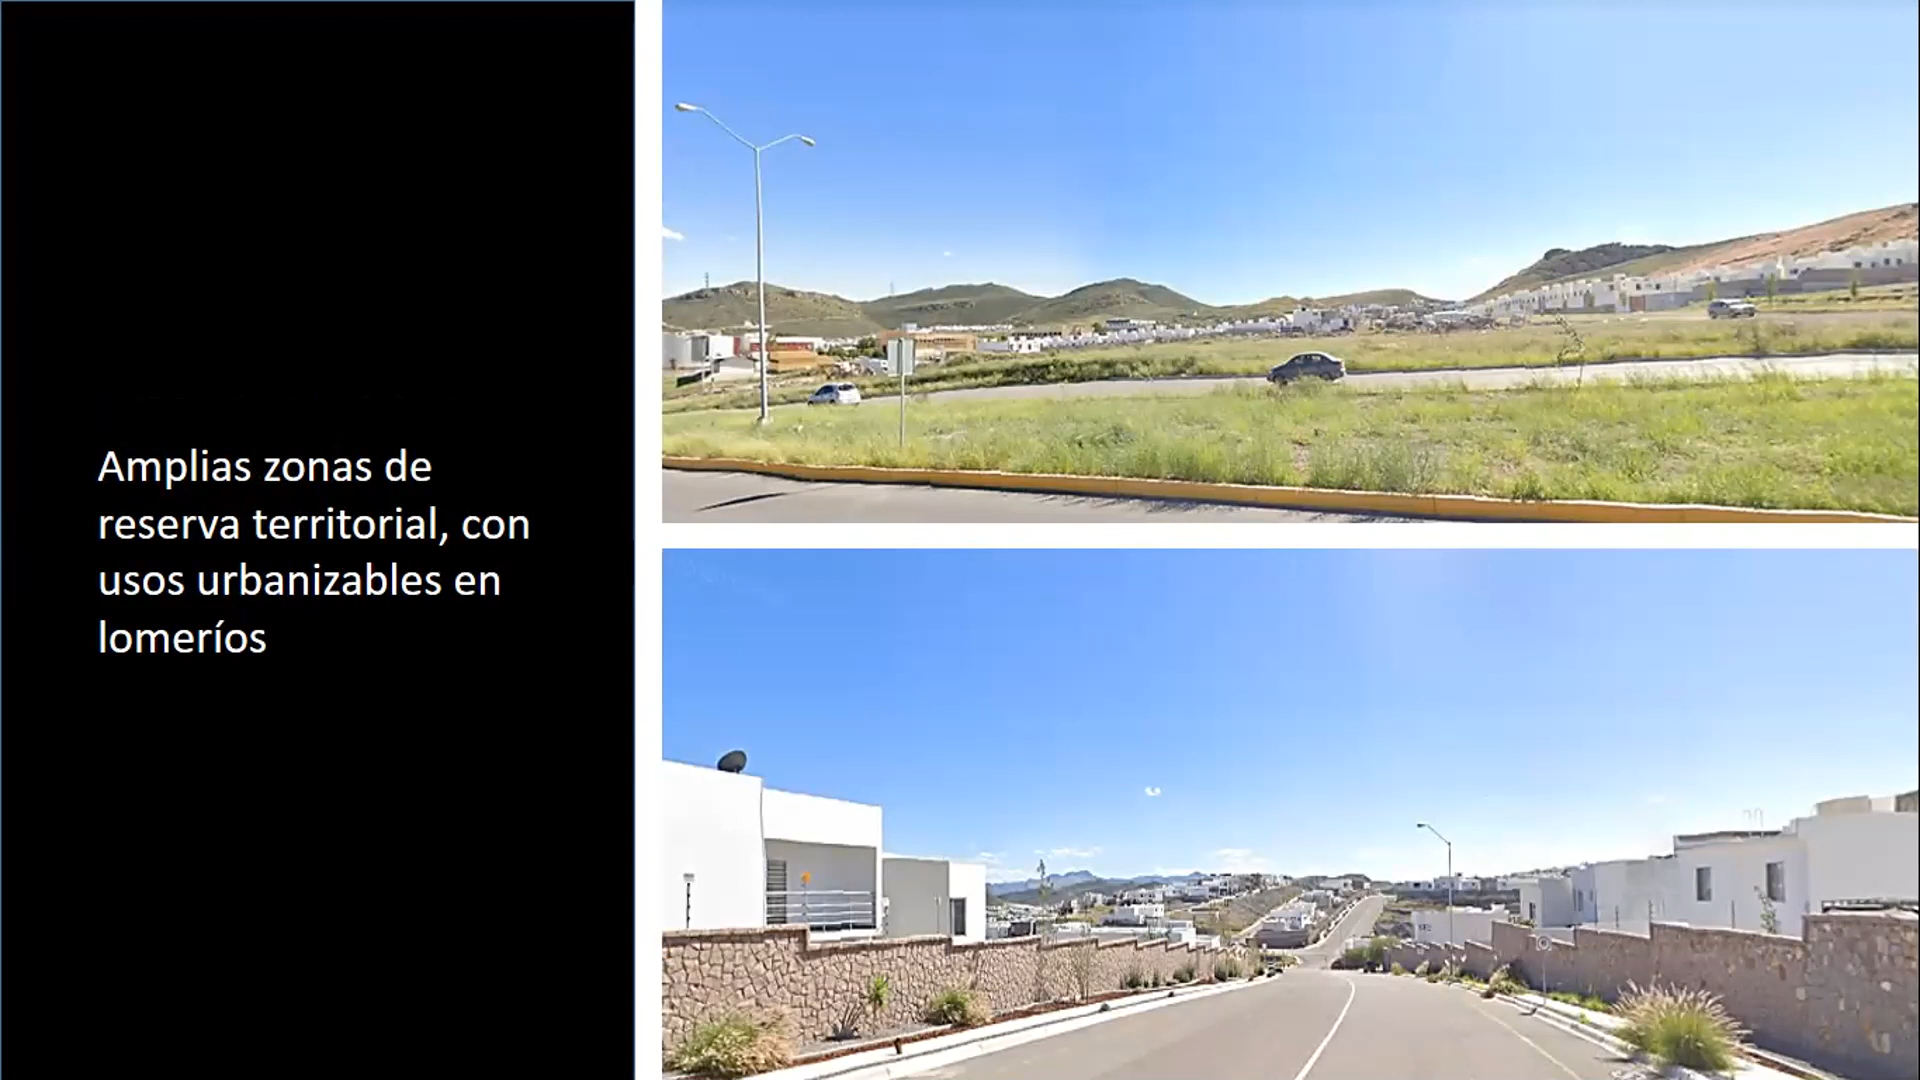 Amplias zonas de
reserva territorial, con
usos urbanizables en
lomeríos